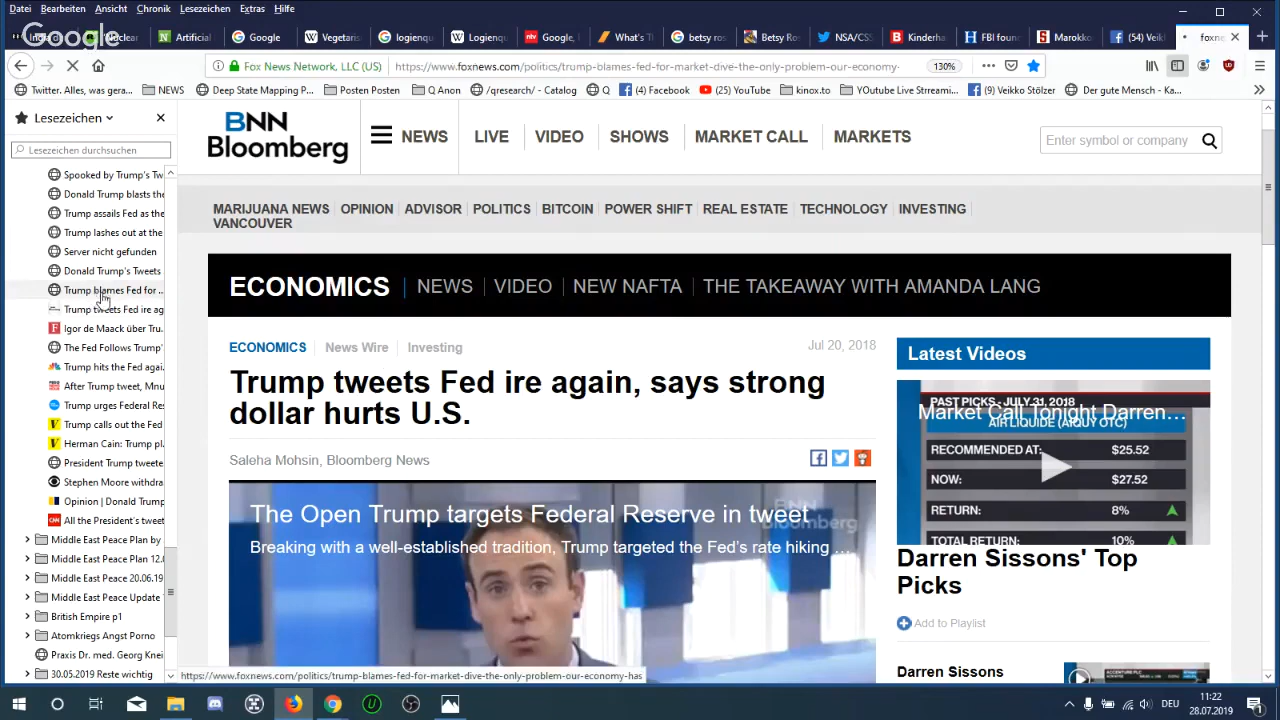 Datei Bearbeiten Ansicht Chronik Lesezeichen Extras Hilfe
Google
Artificial
Google
Vegetaris
logienqu
Logienqu
Google,
What's T
betsy ros
Betsy Ros
NSA/CSS
Kinderha
FBI foun
Marokko
(54) Veik
foxne
Fox News Network, LLC (US)
https://www.foxnews.com/politics/trump-blames-fed-for-market-dive-the-only-problem-our-economy-
130%
Twitter. Alles, was gera...
NEWS
Deep State Mapping P...
Posten Posten
Q Anon
/qresearch/ - Catalog
Q
(4) Facebook
(25) YouTube
kinox.to
YOutube Live Strreami...
(9) Veikko Stölzer
Der gute Mensch - Ka...
Lesezeichen
Lesezeichen durchsuchen
Spooked by Trump's Tw
Donald Trump blasts the
Trump assails Fed as the
Trump lashes out at the
Server nicht gefunden
Donald Trump's Tweets
Trump blames Fed for ...
Trump tweets Fed ire ag
Igor de Maack über Tru.
The Fed Follows Trump'
Trump hits the Fed agai.
After Trump tweet, Mnu
Trump urges Federal Res
Trump calls out the Fed
Herman Cain: Trump pl.
President Trump tweete
Stephen Moore withdra
Opinion | Donald Trump
All the President's tweet
Middle East Peace Plan by
Middle East Peace Plan 12.0
Middle East Peace 20.06.19
Middle East Peace Update
British Empire p1
Atomkriegs Angst Porno
Praxis Dr. med. Georg Knei
30.05.2019 Reste wichtig
BNN
Bloomberg
NEWS
LIVE
VIDEO
SHOWS
MARKET CALL
MARKETS
Enter symbol or company
MARIJUANA NEWS OPINION ADVISOR POLITICS BITCOIN POWER SHIFT REAL ESTATE TECHNOLOGY INVESTING
VANCOUVER
ECONOMICS NEWS VIDEO NEW NAFTA THE TAKEAWAY WITH AMANDA LANG
ECONOMICS News Wire Investing
Jul 20, 2018
Trump tweets Fed ire again, says strong
dollar hurts U.S.
Saleha Mohsin, Bloomberg News
The Open Trump targets Federal Reserve in tweet
BNN
Bloomberg
Breaking with a well-established tradition, Trump targeted the Fed's rate hiking ...
Latest Videos
PAST PICKS: JULY 31, 2018
Market Call Tonight Darren...
AIR LIQUIDE (AIQUY OTC)
RECOMMENDED AT: $25.52
NOW: $27.52
RETURN: 8%
TOTAL RETURN: 10%
Darren Sissons' Top
Picks
Add to Playlist
Darren Sissons
https://www.foxnews.com/politics/trump-blames-fed-for-market-dive-the-only-problem-our-economy-has
DEU
11:22
28.07.2019
1